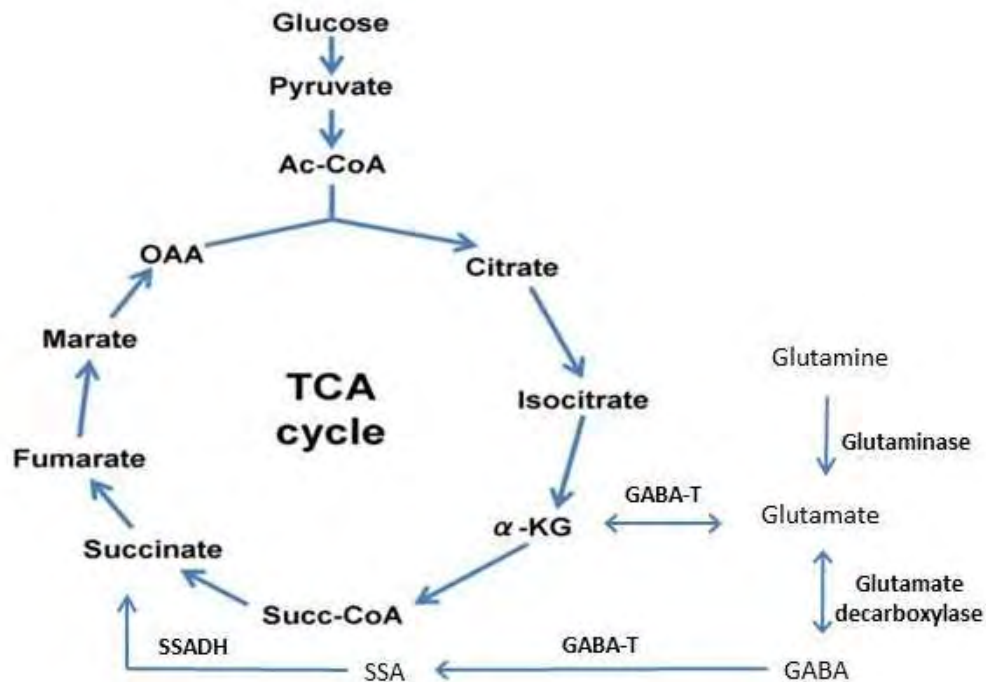 Glucose
Pyruvate
Ac-CoA
OAA
Citrate
Marate
Glutamine
TCA
cycle
Isocitrate
Glutaminase
Fumarate
GABA-T
α-KG
Glutamate
Succinate
Glutamate
decarboxylase
Succ-CoA
SSADH
GABA-T
SSA
GABA